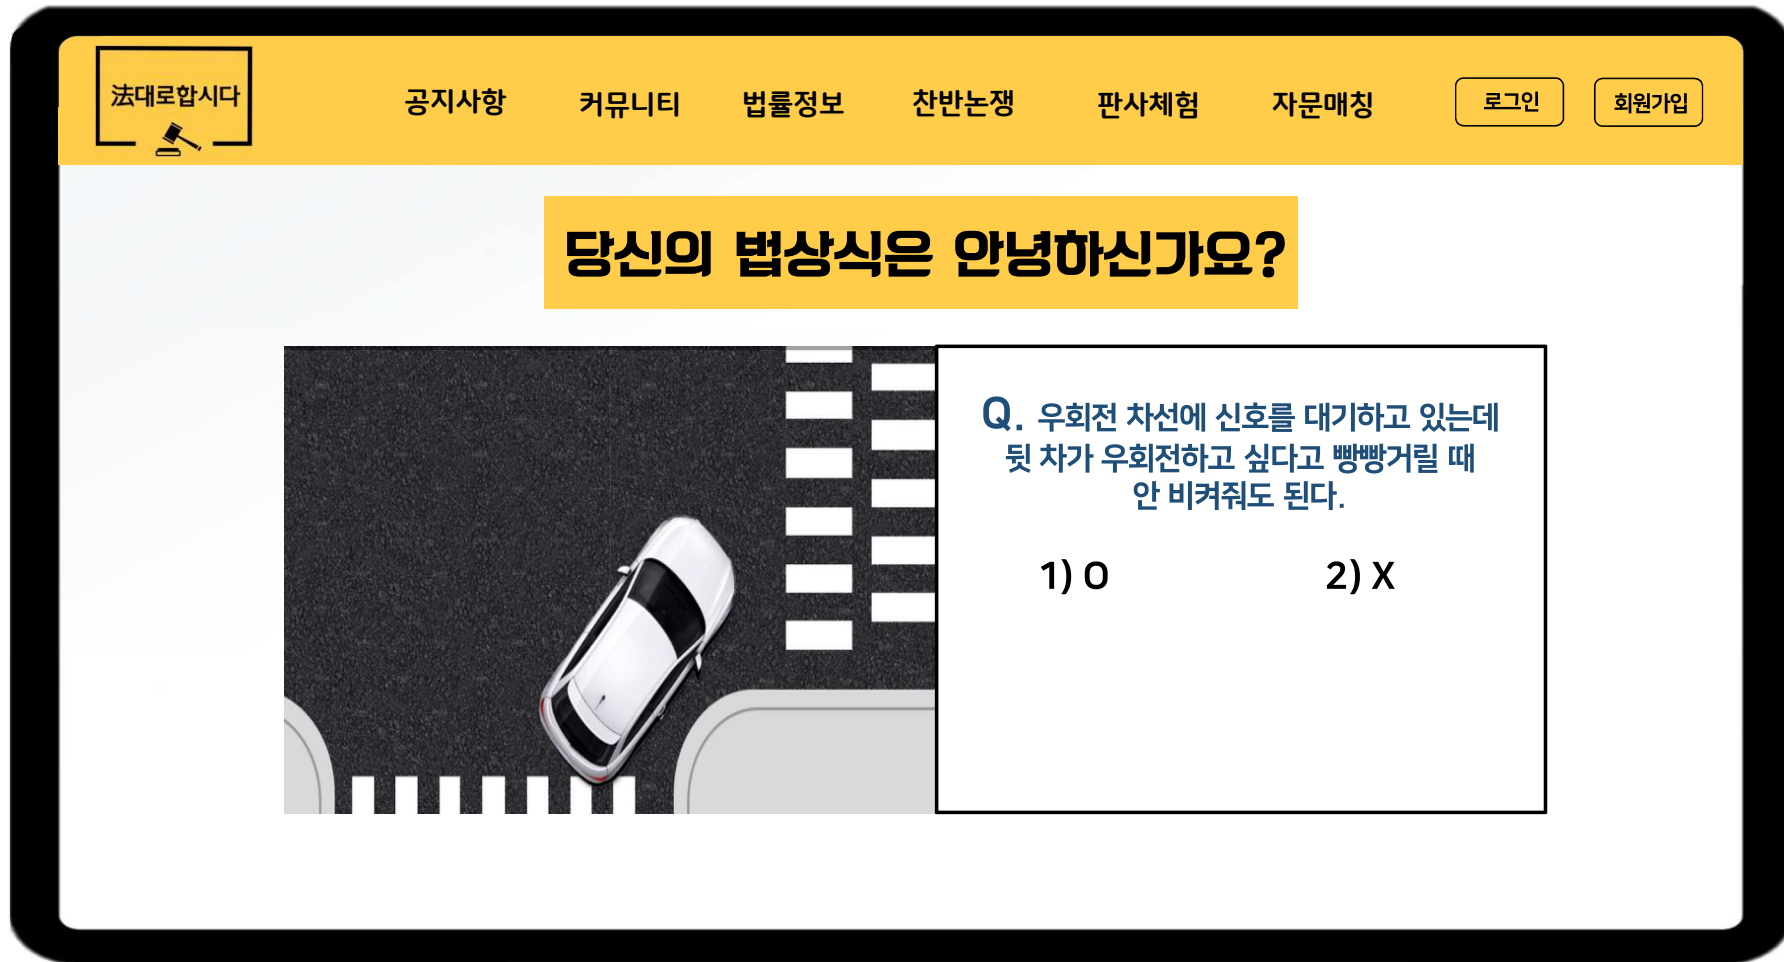 法대로합시다
공지사항 커뮤니티 법률정보 찬반논쟁 판사체험 자문매칭 로그인 회원가입
당신의 법상식은 안녕하신가요?
Q. 우회전 차선에 신호를 대기하고 있는데
뒷 차가 우회전하고 싶다고 빵빵거릴 때
안 비켜줘도 된다.
1) O 2) X